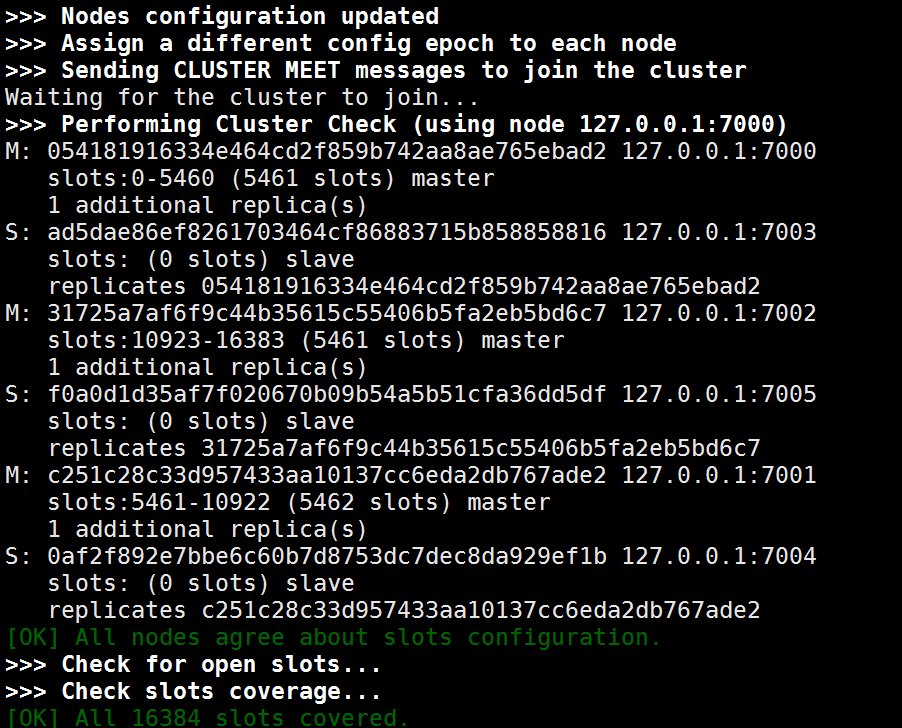 >>> Nodes configuration updated
>>> Assign a different config epoch to each node
>>> Sending CLUSTER MEET messages to join the cluster
Waiting for the cluster to join...
>>> Performing Cluster Check (using node 127.0.0.1:7000)
M: 054181916334e464cd2f859b742aa8ae765ebad2 127.0.0.1:7000
   slots:0-5460 (5461 slots) master
   1 additional replica(s)
S: ad5dae86ef8261703464cf86883715b858858816 127.0.0.1:7003
   slots: (0 slots) slave
   replicates 054181916334e464cd2f859b742aa8ae765ebad2
M: 31725a7af6f9c44b35615c55406b5fa2eb5bd6c7 127.0.0.1:7002
   slots:10923-16383 (5461 slots) master
   1 additional replica(s)
S: f0a0d1d35af7f020670b09b54a5b51cfa36dd5df 127.0.0.1:7005
   slots: (0 slots) slave
   replicates 31725a7af6f9c44b35615c55406b5fa2eb5bd6c7
M: c251c28c33d957433aa10137cc6eda2db767ade2 127.0.0.1:7001
   slots:5461-10922 (5462 slots) master
   1 additional replica(s)
S: 0af2f892e7bbe6c60b7d8753dc7dec8da929ef1b 127.0.0.1:7004
   slots: (0 slots) slave
   replicates c251c28c33d957433aa10137cc6eda2db767ade2
[OK] All nodes agree about slots configuration.
>>> Check for open slots...
>>> Check slots coverage...
[OK] All 16384 slots covered.